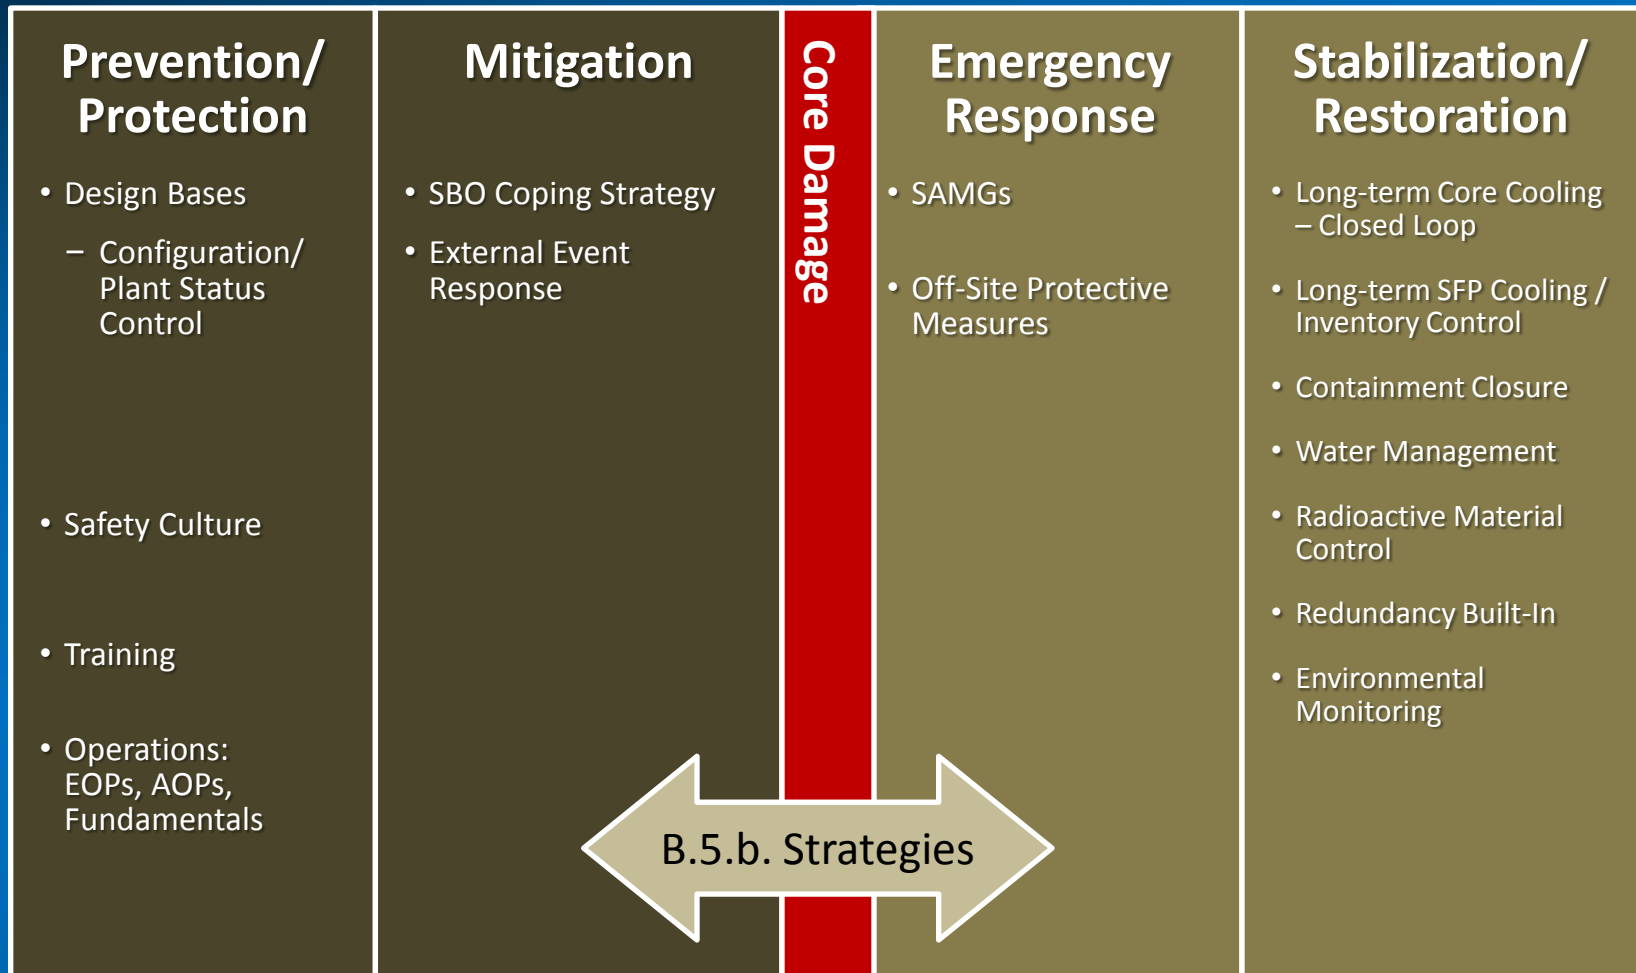 Prevention/
Protection
• Design Bases
– Configuration/
Plant Status
Control
• Safety Culture
• Training
• Operations:
EOPs, AOPs,
Fundamentals
Mitigation
• SBO Coping Strategy
• External Event
Response
Core Damage
Emergency
Response
• SAMGs
• Off-Site Protective
Measures
Stabilization/
Restoration
• Long-term Core Cooling
– Closed Loop
• Long-term SFP Cooling /
Inventory Control
• Containment Closure
• Water Management
• Radioactive Material
Control
• Redundancy Built-In
• Environmental
Monitoring
B.5.b. Strategies